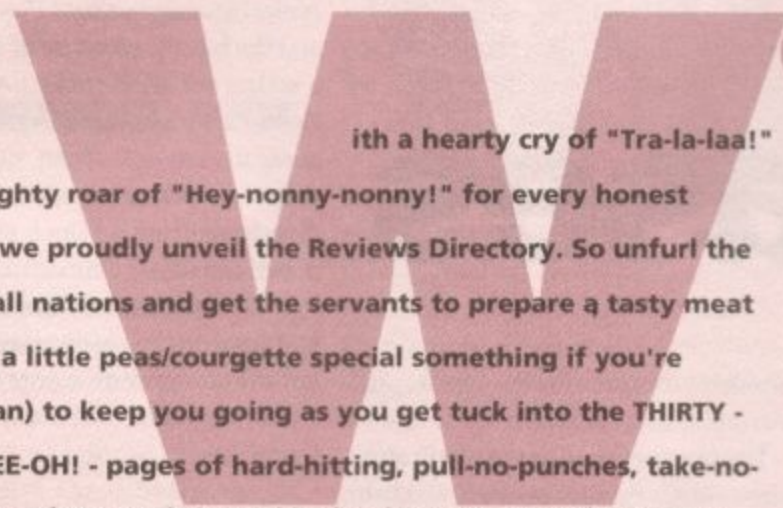 W
ith a hearty cry of "Tra-la-laa!"
ghty roar of "Hey-nonny-nonny!" for every honest
we proudly unveil the Reviews Directory. So unfurl the
all nations and get the servants to prepare a tasty meat
a little peas/courgette special something if you're
an) to keep you going as you get tuck into the THIRTY -
EE-OH! - pages of hard-hitting, pull-no-punches, take-no-